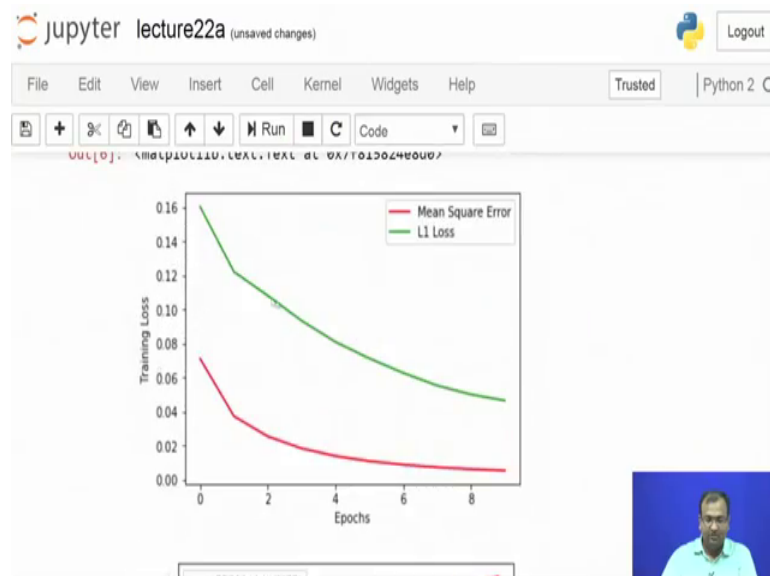 jupyter lecture22a (unsaved changes)
Logout
File Edit View Insert Cell Kernel Widgets Help
Trusted
Python 2
Run
Code
Mean Square Error
L1 Loss
0.16
0.14
0.12
0.10
0.08
0.06
0.04
0.02
0.00
Training Loss
0 2 4 6 8
Epochs